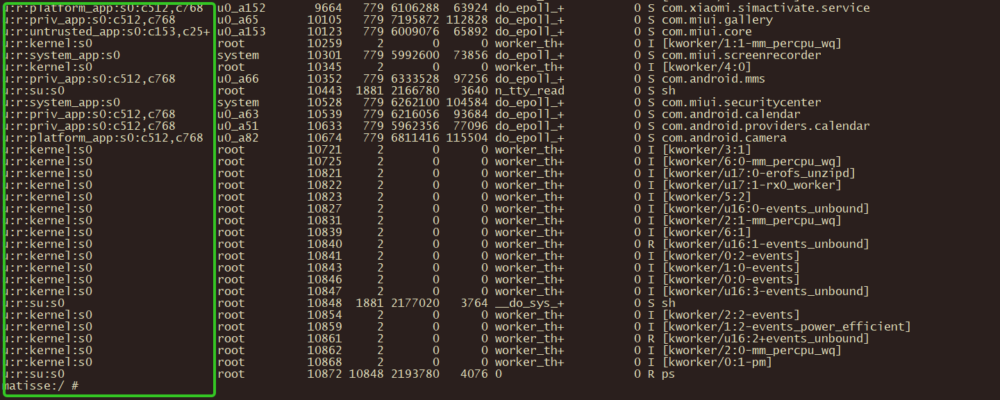 u:r:platform_app:s0:c512,c768 u0_a152 9664 779 6106288 63924 do_epoll_+ 0 S com.xiaomi.simactivate.service
u:r:priv_app:s0:c512,c768 u0_a65 10105 779 7195872 112828 do_epoll_+ 0 S com.miui.gallery
u:r:untrusted_app:s0:c153,c25+ u0_a153 10123 779 6009076 65892 do_epoll_+ 0 S com.miui.core
u:r:kernel:s0 root 10259 2 0 0 worker_th+ 0 I [kworker/1:1-mm_percpu_wq]
u:r:system_app:s0 system 10301 779 5992600 73856 do_epoll_+ 0 S com.miui.screenrecorder
u:r:kernel:s0 root 10345 2 0 0 worker_th+ 0 I [kworker/4:0]
u:r:priv_app:s0:c512,c768 u0_a66 10352 779 6333528 97256 do_epoll_+ 0 S com.android.mms
u:r:su:s0 root 10443 1881 2166780 3640 n_tty_read 0 S sh
u:r:system_app:s0 system 10528 779 6262100 104584 do_epoll_+ 0 S com.miui.securitycenter
u:r:priv_app:s0:c512,c768 u0_a63 10539 779 6216056 93684 do_epoll_+ 0 S com.android.calendar
u:r:priv_app:s0:c512,c768 u0_a51 10633 779 5962356 77096 do_epoll_+ 0 S com.android.providers.calendar
u:r:platform_app:s0:c512,c768 u0_a82 10674 779 6811416 115504 do_epoll_+ 0 S com.android.camera
u:r:kernel:s0 root 10721 2 0 0 worker_th+ 0 I [kworker/3:1]
u:r:kernel:s0 root 10725 2 0 0 worker_th+ 0 I [kworker/6:0-mm_percpu_wq]
u:r:kernel:s0 root 10821 2 0 0 worker_th+ 0 I [kworker/u17:0-erofs_unzipd]
u:r:kernel:s0 root 10822 2 0 0 worker_th+ 0 I [kworker/u17:1-rx0_worker]
u:r:kernel:s0 root 10823 2 0 0 worker_th+ 0 I [kworker/5:2]
u:r:kernel:s0 root 10827 2 0 0 worker_th+ 0 I [kworker/u16:0-events_unbound]
u:r:kernel:s0 root 10831 2 0 0 worker_th+ 0 I [kworker/2:1-mm_percpu_wq]
u:r:kernel:s0 root 10839 2 0 0 worker_th+ 0 I [kworker/6:1]
u:r:kernel:s0 root 10840 2 0 0 worker_th+ 0 R [kworker/u16:1-events_unbound]
u:r:kernel:s0 root 10841 2 0 0 worker_th+ 0 I [kworker/0:2-events]
u:r:kernel:s0 root 10843 2 0 0 worker_th+ 0 I [kworker/1:0-events]
u:r:kernel:s0 root 10846 2 0 0 worker_th+ 0 I [kworker/0:0-events]
u:r:kernel:s0 root 10847 2 0 0 worker_th+ 0 I [kworker/u16:3-events_unbound]
u:r:su:s0 root 10848 1881 2177020 3764 __do_sys_+ 0 S sh
u:r:kernel:s0 root 10854 2 0 0 worker_th+ 0 I [kworker/2:2-events]
u:r:kernel:s0 root 10859 2 0 0 worker_th+ 0 I [kworker/1:2-events_power_efficient]
u:r:kernel:s0 root 10861 2 0 0 worker_th+ 0 R [kworker/u16:2+events_unbound]
u:r:kernel:s0 root 10862 2 0 0 worker_th+ 0 I [kworker/2:0-mm_percpu_wq]
u:r:kernel:s0 root 10868 2 0 0 worker_th+ 0 I [kworker/0:1-pm]
u:r:su:s0 root 10872 10848 2193780 4076 0 0 R ps
matisse:/ #